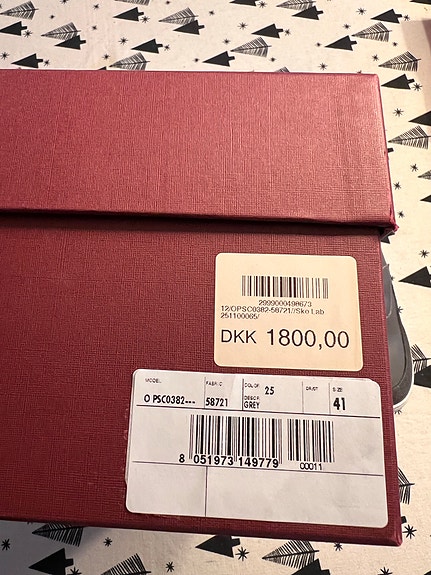 2999000498673
12/OPSC0382-58721//Sko Lab
251100065/
DKK 1800,00
MODEL FABRIC COLOR 25 DRIST SIZE
O PSC0382--- 58721 DESCR. GREY 41
8 051973 149779 00011